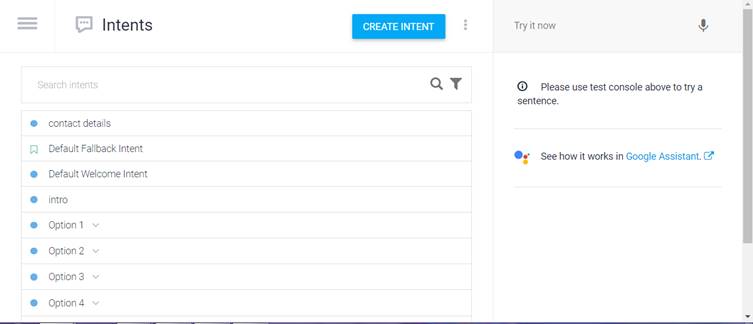 Intents
CREATE INTENT
Search intents
contact details
Default Fallback Intent
Default Welcome Intent
intro
Option 1
Option 2
Option 3
Option 4
Try it now
Please use test console above to try a
sentence.
See how it works in Google Assistant.